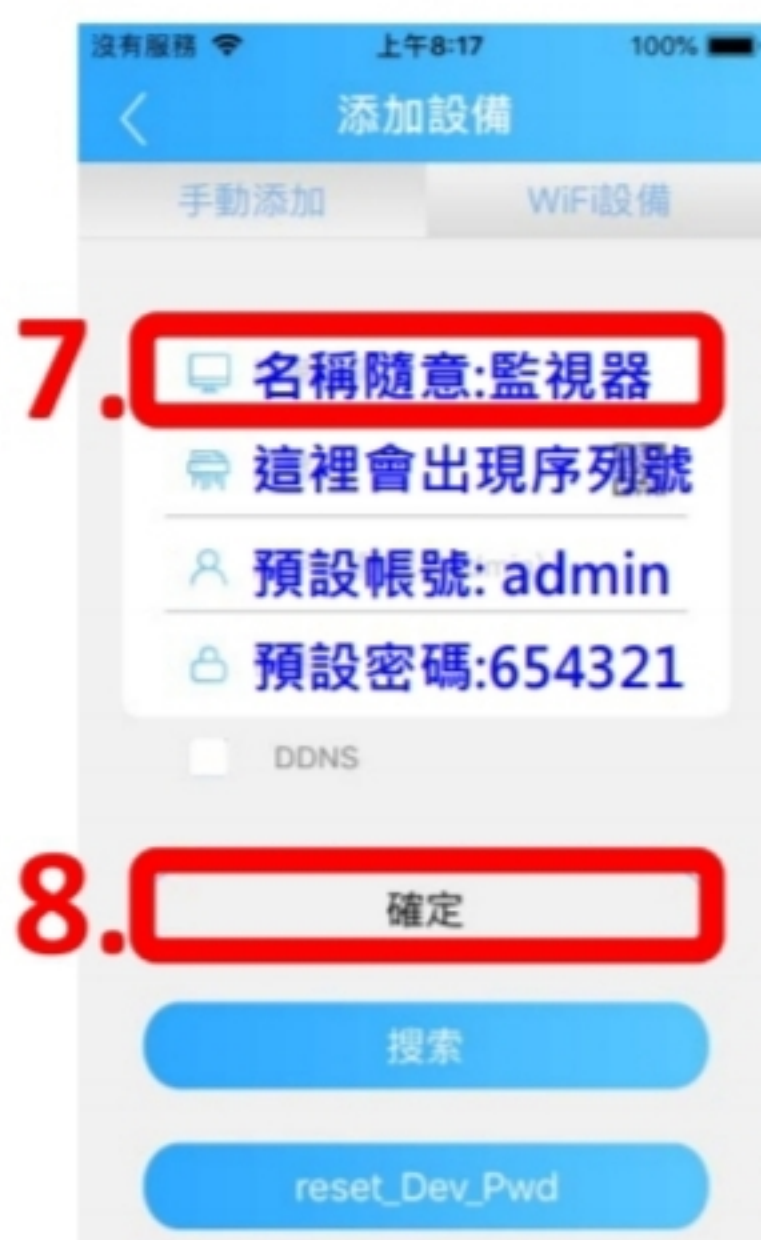 沒有服務 上午8:17 100%
添加設備
手動添加 WiFi設備
7. 名稱隨意:監視器
這裡會出現序列號
預設帳號: admin
預設密碼:654321
DDNS
8. 確定
搜索
reset_Dev_Pwd